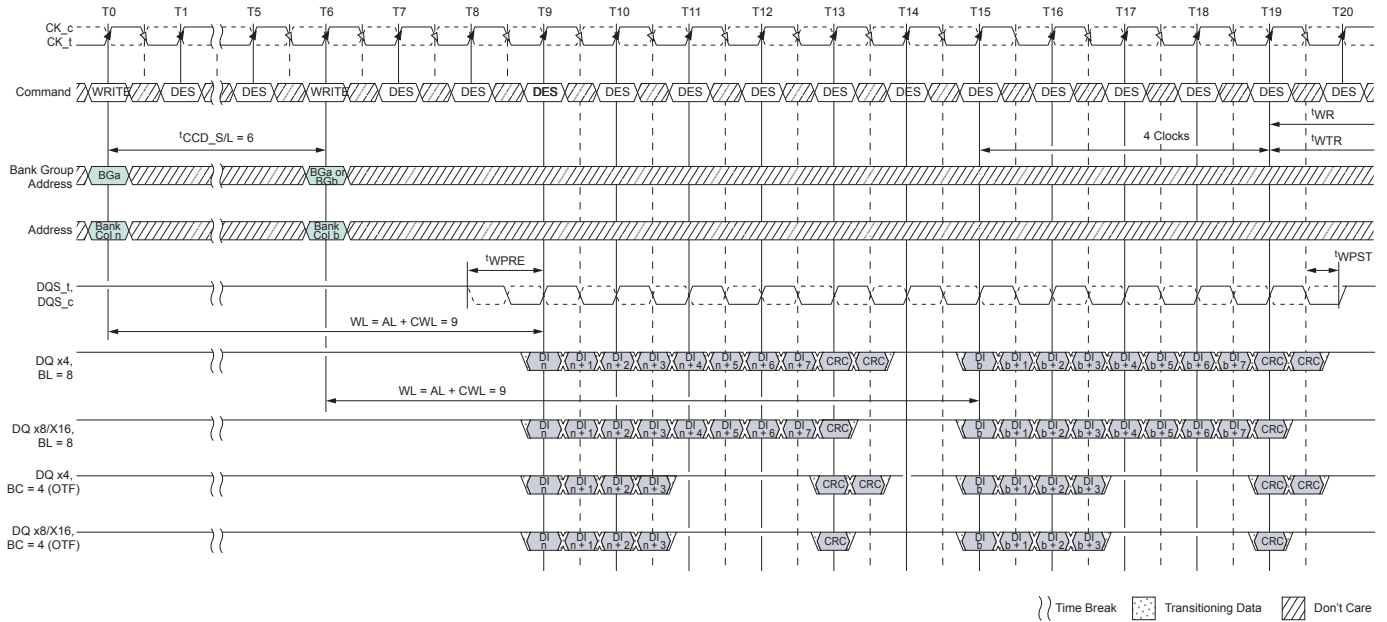 T0 T1 T5 T6 T7 T8 T9 T10 T11 T12 T13 T14 T15 T16 T17 T18 T19 T20
CK_c
CK_t
Command WRITE DES DES WRITE DES DES DES DES DES DES DES DES DES DES DES DES DES DES
tWR
tCCD_S/L = 6
4 Clocks
tWTR
Bank Group
Address
BGa
BGa or
BGb
Address
Bank
Col n
Bank
Col b
tWPRE
tWPST
DQS_t,
DQS_c
WL = AL + CWL = 9
DQ x4,
BL = 8
DI
n
DI
n + 1
DI
n + 2
DI
n + 3
DI
n + 4
DI
n + 5
DI
n + 6
DI
n + 7
CRC
CRC
DI
b
DI
b + 1
DI
b + 2
DI
b + 3
DI
b + 4
DI
b + 5
DI
b + 6
DI
b + 7
CRC
CRC
WL = AL + CWL = 9
DQ x8/X16,
BL = 8
DI
n
DI
n + 1
DI
n + 2
DI
n + 3
DI
n + 4
DI
n + 5
DI
n + 6
DI
n + 7
CRC
DI
b
DI
b + 1
DI
b + 2
DI
b + 3
DI
b + 4
DI
b + 5
DI
b + 6
DI
b + 7
CRC
DQ x4,
BC = 4 (OTF)
DI
n
DI
n + 1
DI
n + 2
DI
n + 3
CRC
CRC
DI
b
DI
b + 1
DI
b + 2
DI
b + 3
CRC
CRC
DQ x8/X16,
BC = 4 (OTF)
DI
n
DI
n + 1
DI
n + 2
DI
n + 3
CRC
DI
b
DI
b + 1
DI
b + 2
DI
b + 3
CRC
Time Break Transitioning Data Don't Care